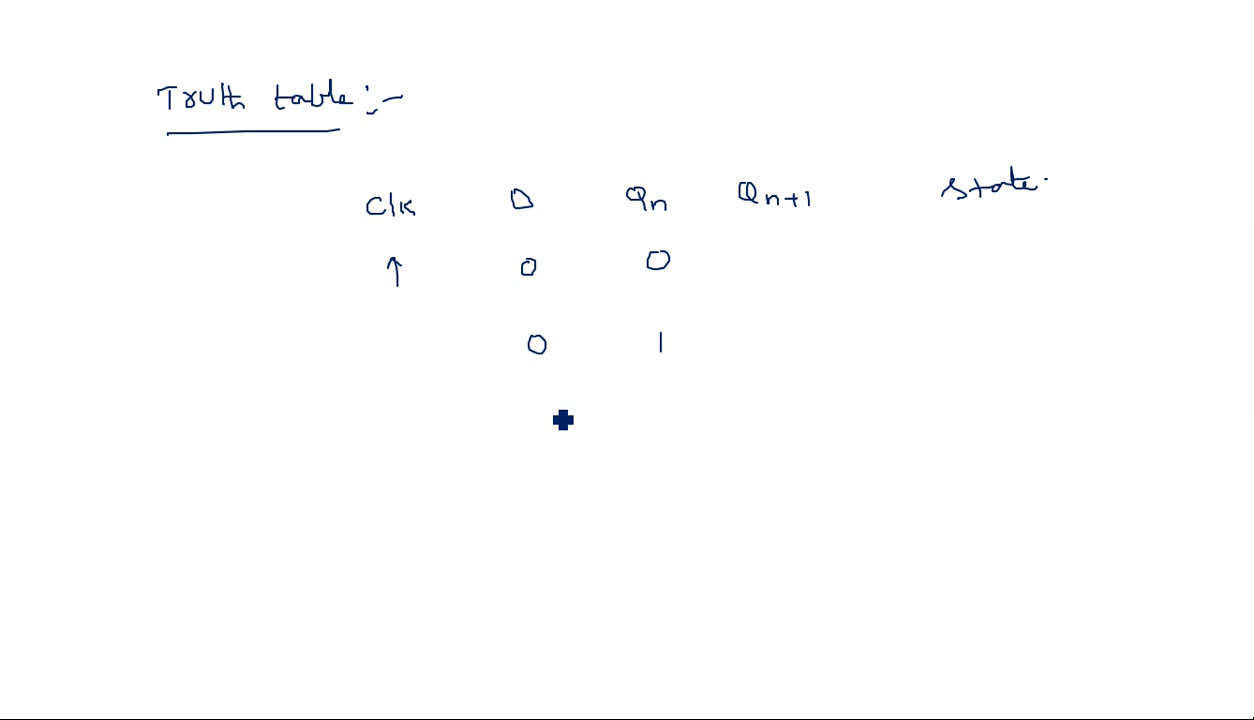 Truth table :-
Clk D Qn Qn+1 State.
↑ 0 0
0 1